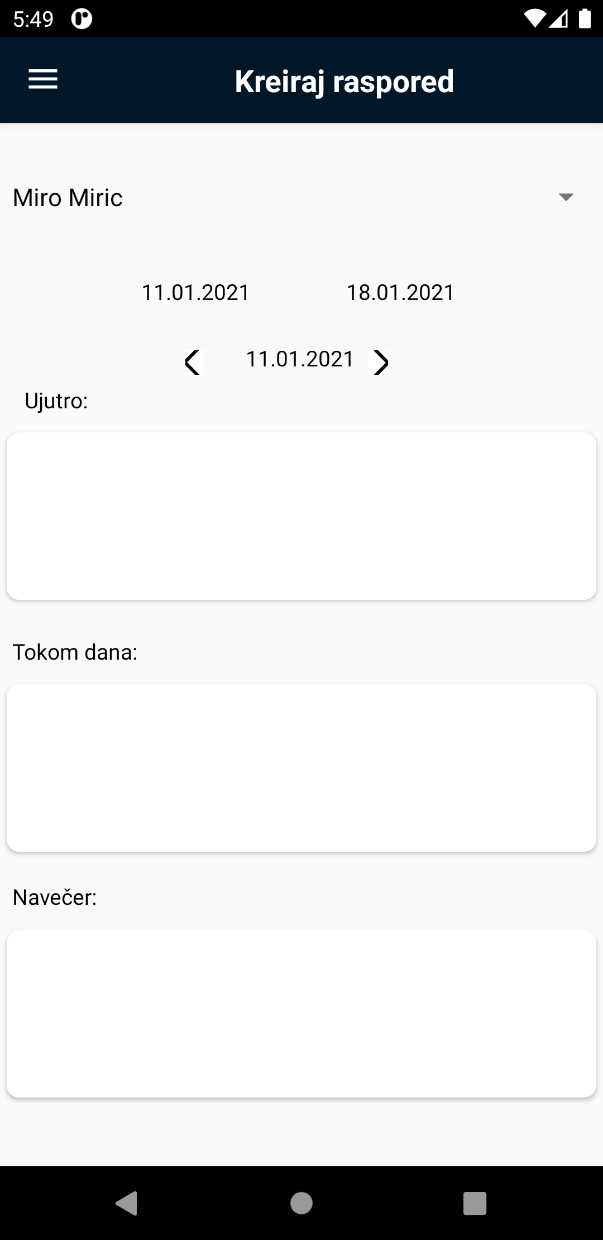 5:49
Kreiraj raspored
Miro Miric
11.01.2021 18.01.2021
11.01.2021
Ujutro:
Tokom dana:
Navečer: